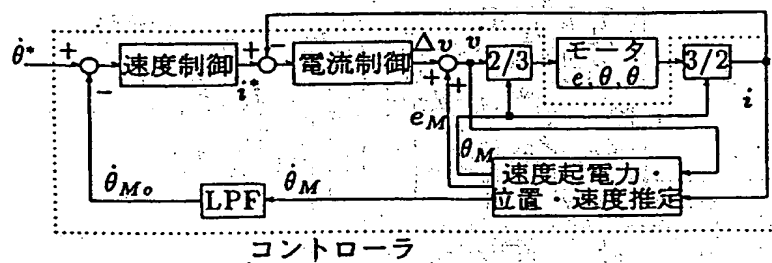 θ̇*
+
−
速度制御
+
−
i*
電流制御
Δv
v
+
+
2/3
モータ
e,θ,θ̇
3/2
i
e_M
θ_M
速度起電力・
位置・速度推定
θ̇_M
LPF
θ̇_Mo
コントローラ